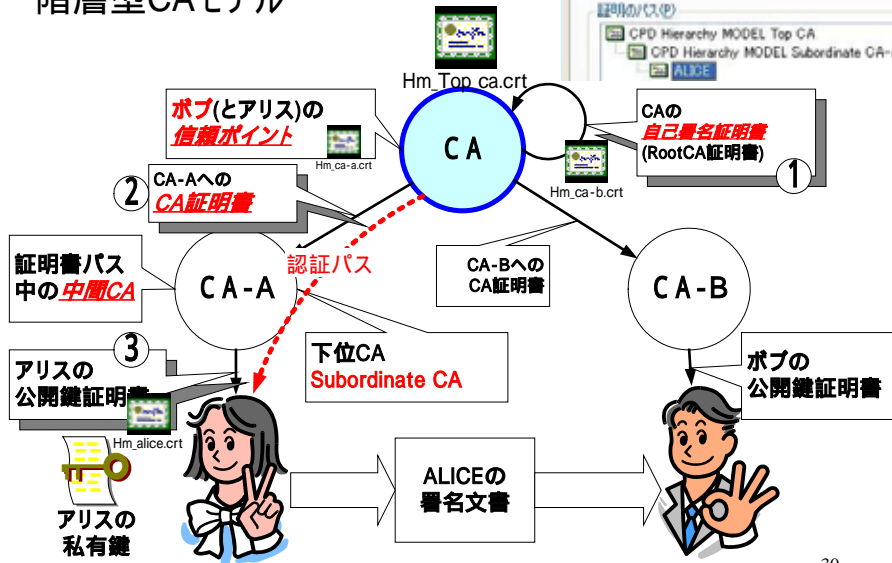 階層型CAモデル
証明のパス(P)
CPD Hierarchy MODEL Top CA
CPD Hierarchy MODEL Subordinate CA-
ALICE
Hm_Top ca.crt
ボブ(とアリス)の
信頼ポイント
Hm_ca-a.crt
CA
CAの
自己署名証明書
(RootCA証明書)
①
Hm_ca-b.crt
②
CA-Aへの
CA証明書
証明書パス
中の中間CA
CA-A
認証パス
CA-Bへの
CA証明書
CA-B
③
アリスの
公開鍵証明書
Hm_alice.crt
下位CA
Subordinate CA
ボブの
公開鍵証明書
アリスの
私有鍵
ALICEの
署名文書